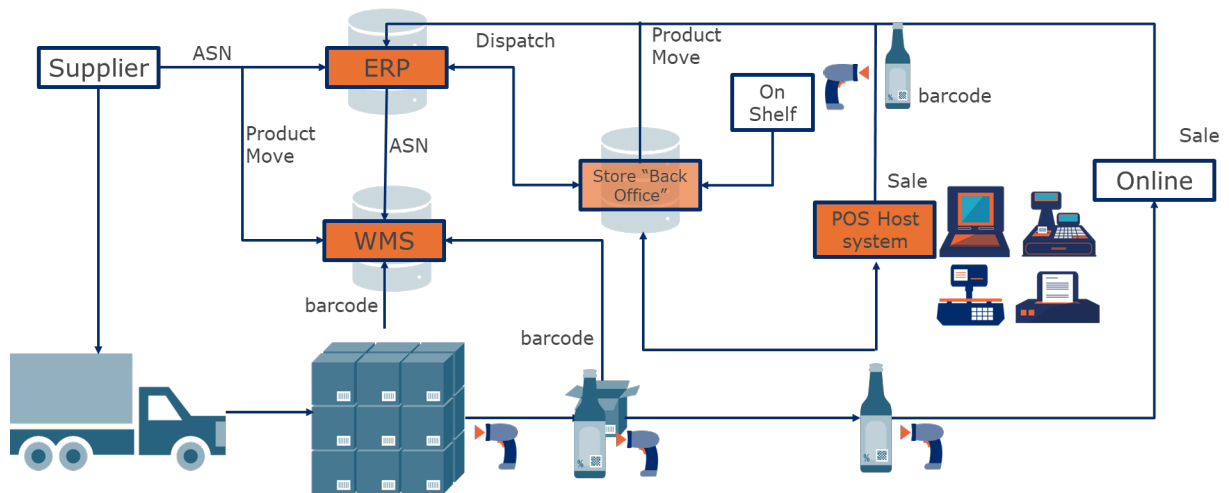 Supplier
ASN
ERP
Dispatch
Product
Move
On
Shelf
barcode
Sale
Product
Move
ASN
Store “Back
Office”
Sale
Online
WMS
POS Host
system
barcode
barcode
%
%
%